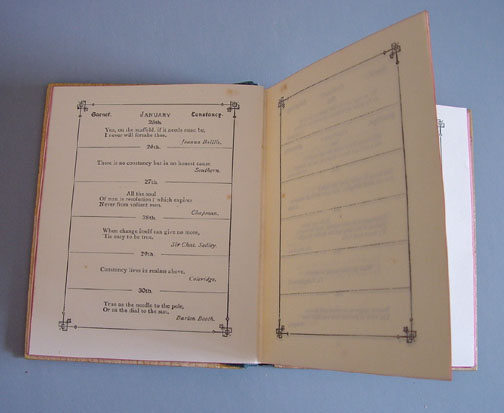 Garnet. JANUARY Constancy.
25th.
Yes, on the scaffold, if it needs must be,
I never will forsake thee.
Joanna Baillie.
26th.
There is no constancy but in an honest cause
Southern.
27th
All the soul
Of man is resolution; which expires
Never from valiant men.
Chapman.
28th.
When change itself can give no more,
'Tis easy to be true.
Sir Chas. Sedley.
29th.
Constancy lives in realms above.
Coleridge.
30th.
True as the needle to the pole,
Or as the dial to the sun.
Barton Booth.